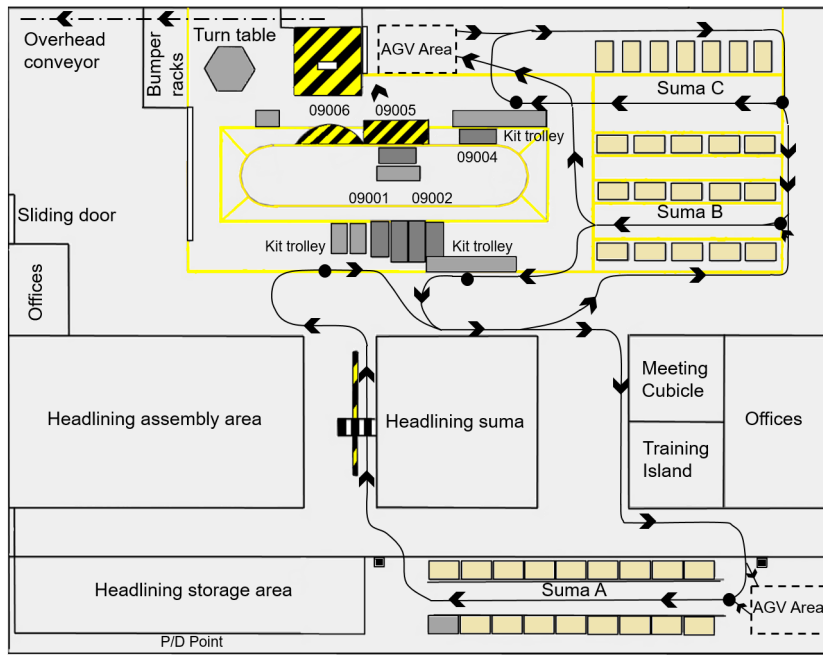 Overhead
conveyor
Bumper
racks
Turn table
AGV Area
Suma C
09006
09005
Kit trolley
09004
09001
09002
Suma B
Sliding door
Kit trolley
Kit trolley
Offices
Meeting
Cubicle
Headlining assembly area
Headlining suma
Offices
Training
Island
Headlining storage area
Suma A
AGV Area
P/D Point